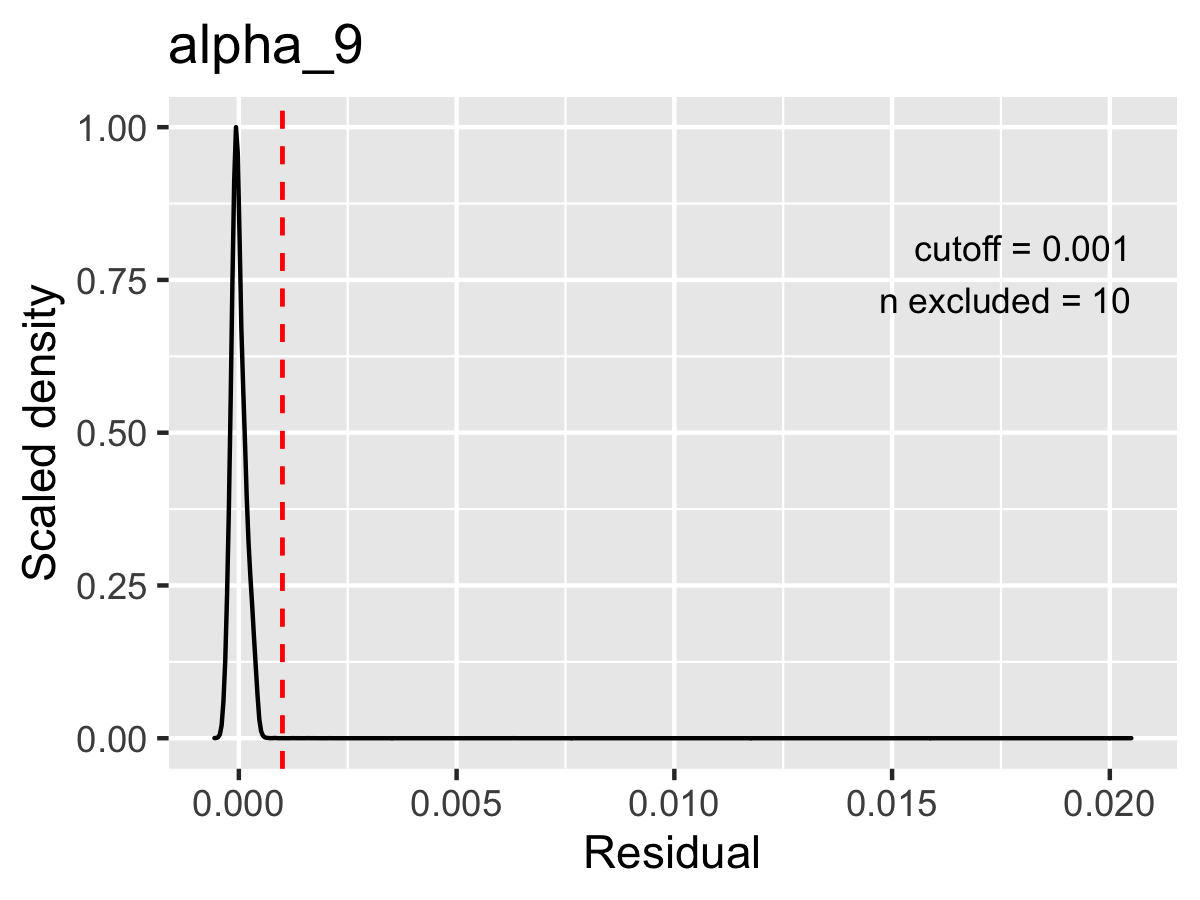 alpha_9
1.00
cutoff = 0.001
0.75
n excluded = 10
0.50
0.25
0.00
Scaled density
0.000 0.005 0.010 0.015 0.020
Residual